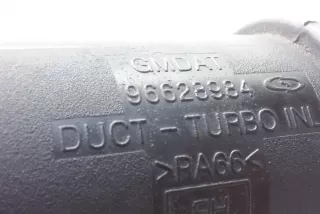 GMDAT
96628984
DUCT - TURBO INL
>PA66<